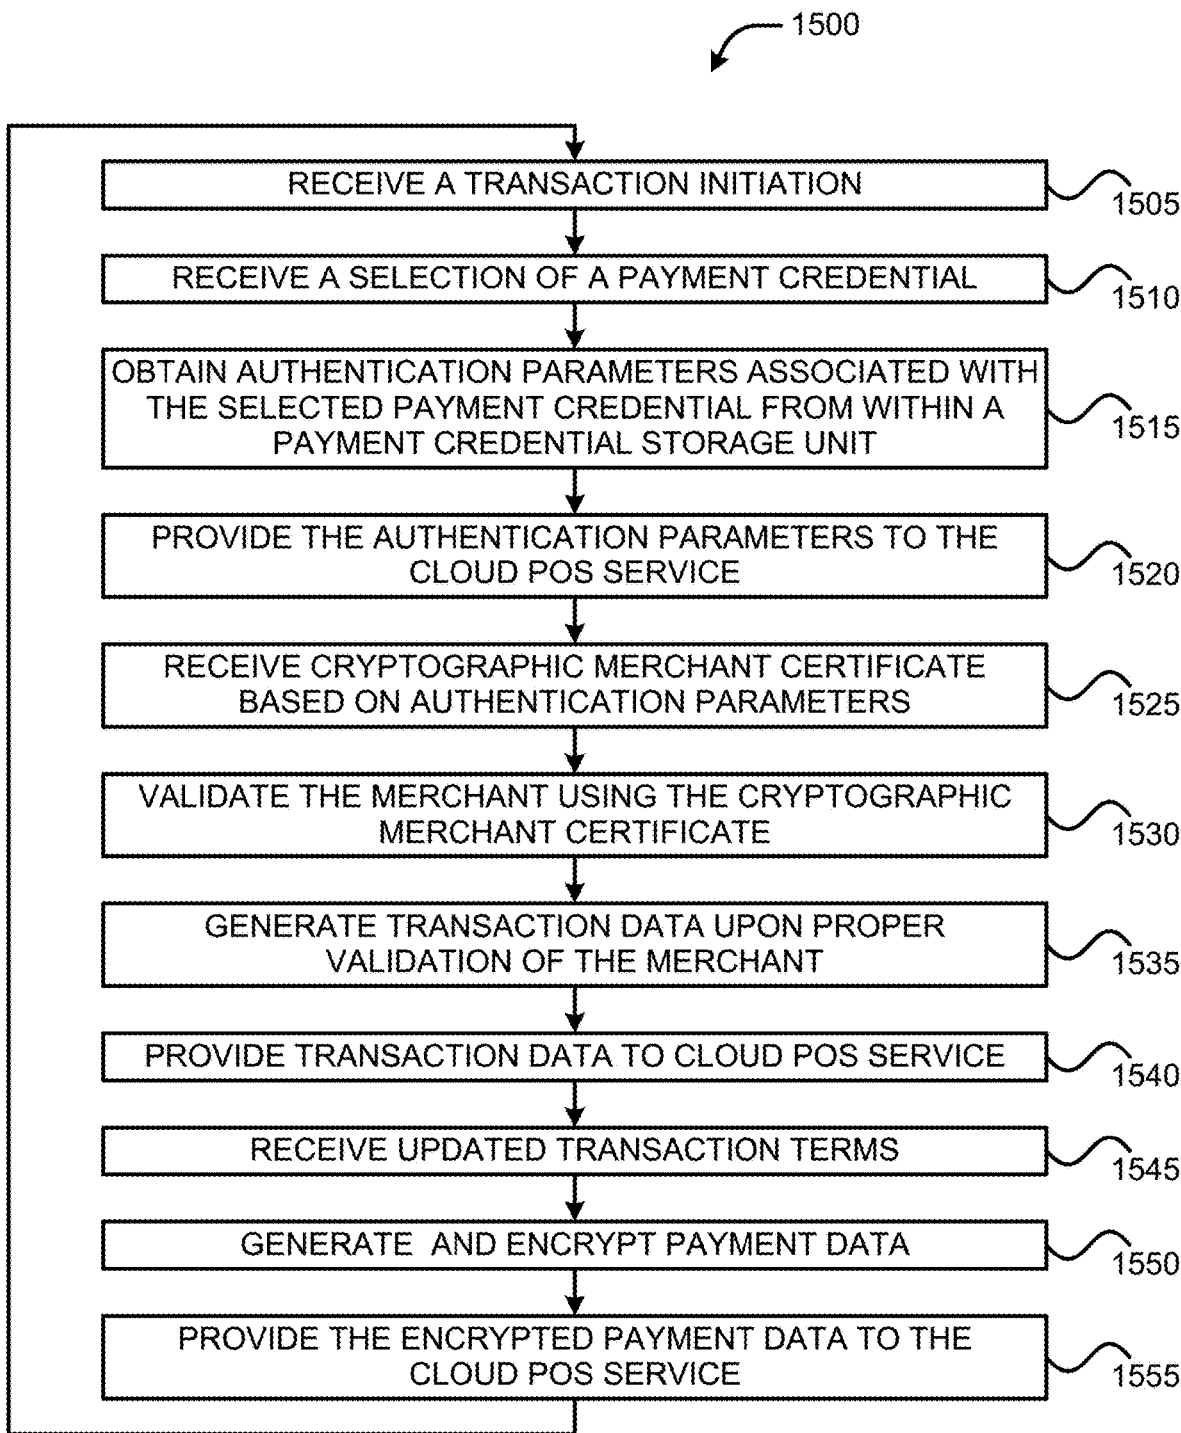 1500
RECEIVE A TRANSACTION INITIATION
1505
RECEIVE A SELECTION OF A PAYMENT CREDENTIAL
1510
OBTAIN AUTHENTICATION PARAMETERS ASSOCIATED WITH
THE SELECTED PAYMENT CREDENTIAL FROM WITHIN A
PAYMENT CREDENTIAL STORAGE UNIT
1515
PROVIDE THE AUTHENTICATION PARAMETERS TO THE
CLOUD POS SERVICE
1520
RECEIVE CRYPTOGRAPHIC MERCHANT CERTIFICATE
BASED ON AUTHENTICATION PARAMETERS
1525
VALIDATE THE MERCHANT USING THE CRYPTOGRAPHIC
MERCHANT CERTIFICATE
1530
GENERATE TRANSACTION DATA UPON PROPER
VALIDATION OF THE MERCHANT
1535
PROVIDE TRANSACTION DATA TO CLOUD POS SERVICE
1540
RECEIVE UPDATED TRANSACTION TERMS
1545
GENERATE AND ENCRYPT PAYMENT DATA
1550
PROVIDE THE ENCRYPTED PAYMENT DATA TO THE
CLOUD POS SERVICE
1555